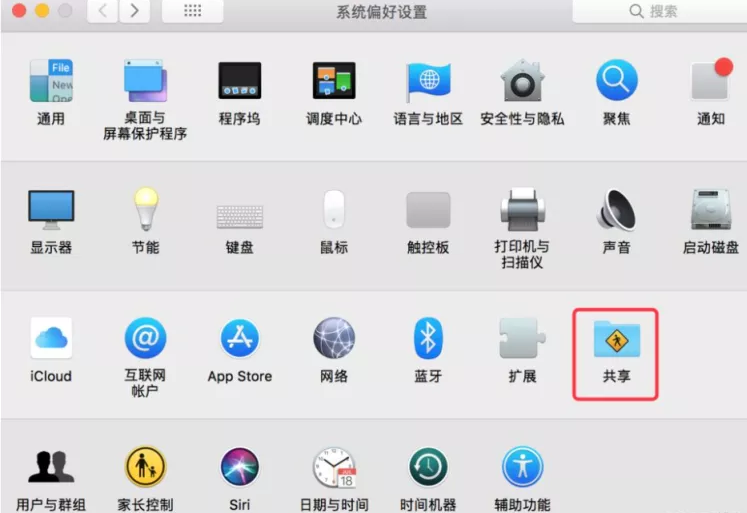 系统偏好设置
搜索
File
New
通用
桌面与
屏幕保护程序
程序坞
调度中心
语言与地区
安全性与隐私
聚焦
通知
显示器
节能
键盘
鼠标
触控板
打印机与
扫描仪
声音
启动磁盘
iCloud
互联网
帐户
App Store
网络
蓝牙
扩展
共享
用户与群组
家长控制
Siri
JUL
18
日期与时间
时间机器
辅助功能